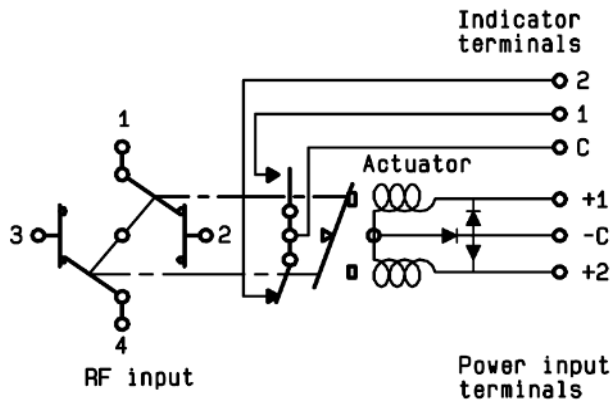 Indicator
terminals
2
1
C
1
Actuator
+1
3
2
-C
+2
4
RF input
Power input
terminals